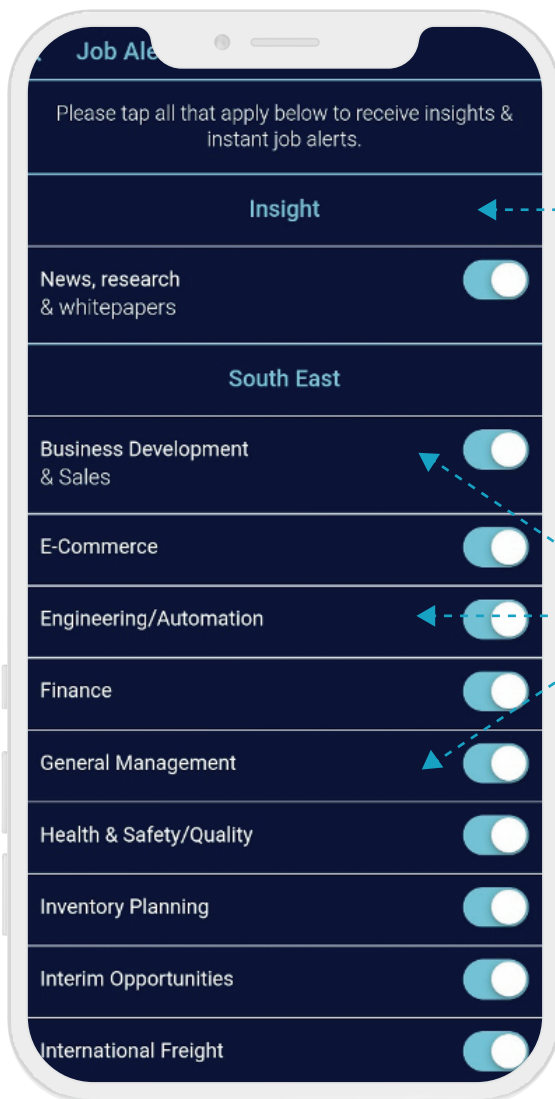 Job Ale
Please tap all that apply below to receive insights &
instant job alerts.
Insight
News, research
& whitepapers
South East
Business Development
& Sales
E-Commerce
Engineering/Automation
Finance
General Management
Health & Safety/Quality
Inventory Planning
Interim Opportunities
International Freight